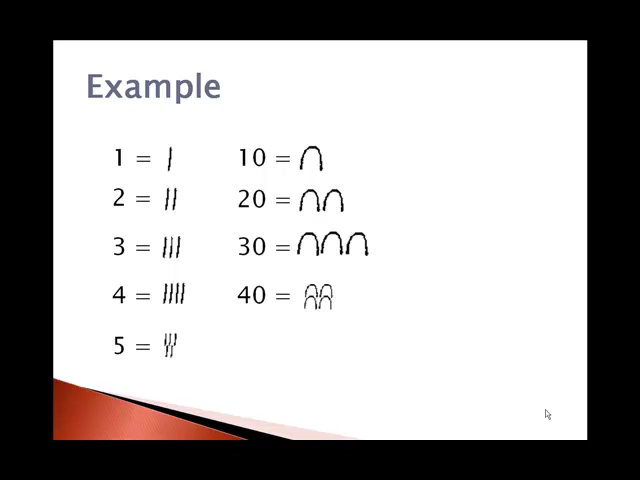 Example
1 = 𓏺 10 = 𓎆
2 = 𓏻 20 = 𓎇
3 = 𓏼 30 = 𓎈
4 = 𓏽 40 = 𓎉
5 = 𓏾